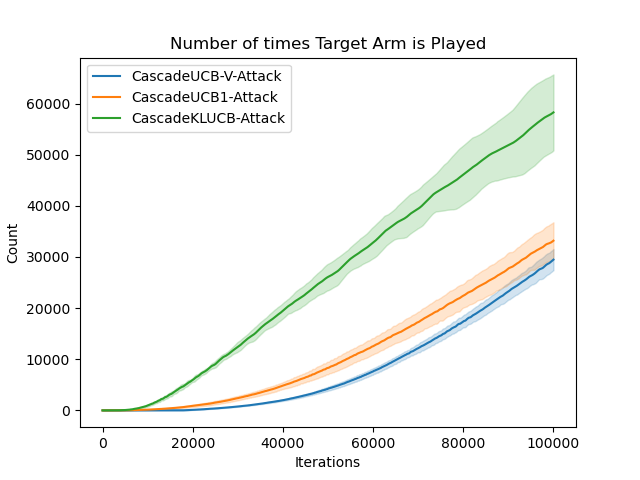 Number of times Target Arm is Played
CascadeUCB-V-Attack
CascadeUCB1-Attack
CascadeKLUCB-Attack
Count
60000
50000
40000
30000
20000
10000
0
0 20000 40000 60000 80000 100000
Iterations